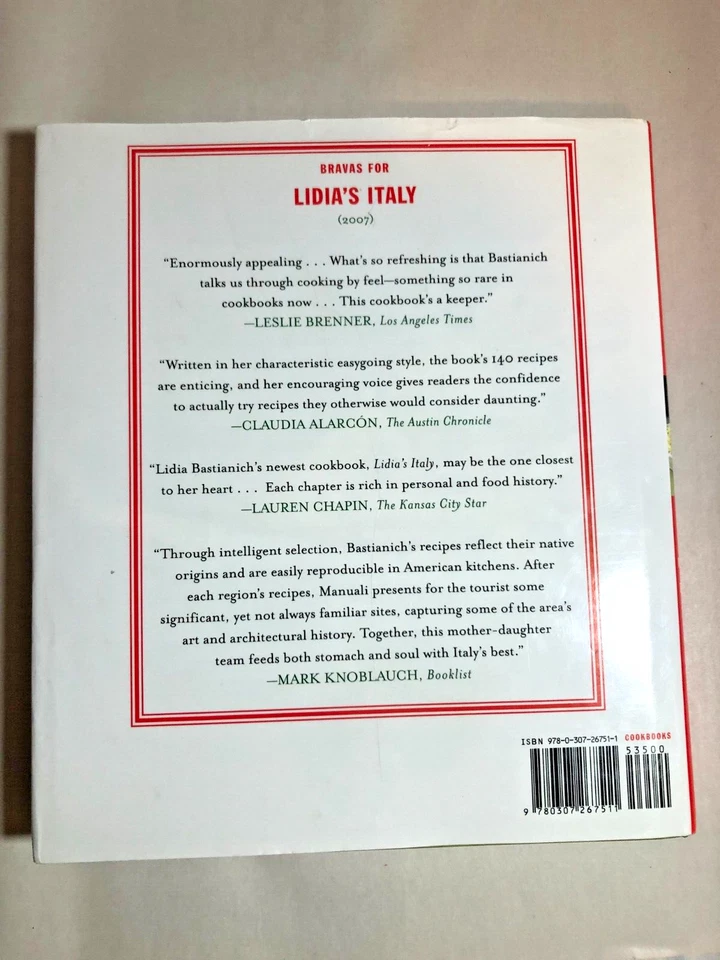 BRAVAS FOR
LIDIA'S ITALY
(2007)
“Enormously appealing . . . What's so refreshing is that Bastianich
talks us through cooking by feel—something so rare in
cookbooks now . . . This cookbook's a keeper.”
—LESLIE BRENNER, Los Angeles Times
“Written in her characteristic easygoing style, the book's 140 recipes
are enticing, and her encouraging voice gives readers the confidence
to actually try recipes they otherwise would consider daunting.”
—CLAUDIA ALARCÓN, The Austin Chronicle
“Lidia Bastianich's newest cookbook, Lidia's Italy, may be the one closest
to her heart . . . Each chapter is rich in personal and food history.”
—LAUREN CHAPIN, The Kansas City Star
“Through intelligent selection, Bastianich's recipes reflect their native
origins and are easily reproducible in American kitchens. After
each region's recipes, Manuali presents for the tourist some
significant, yet not always familiar sites, capturing some of the area's
art and architectural history. Together, this mother-daughter
team feeds both stomach and soul with Italy's best.”
—MARK KNOBLAUCH, Booklist
ISBN 978-0-307-26751-1 COOKBOOKS
53500
9 780307 267511